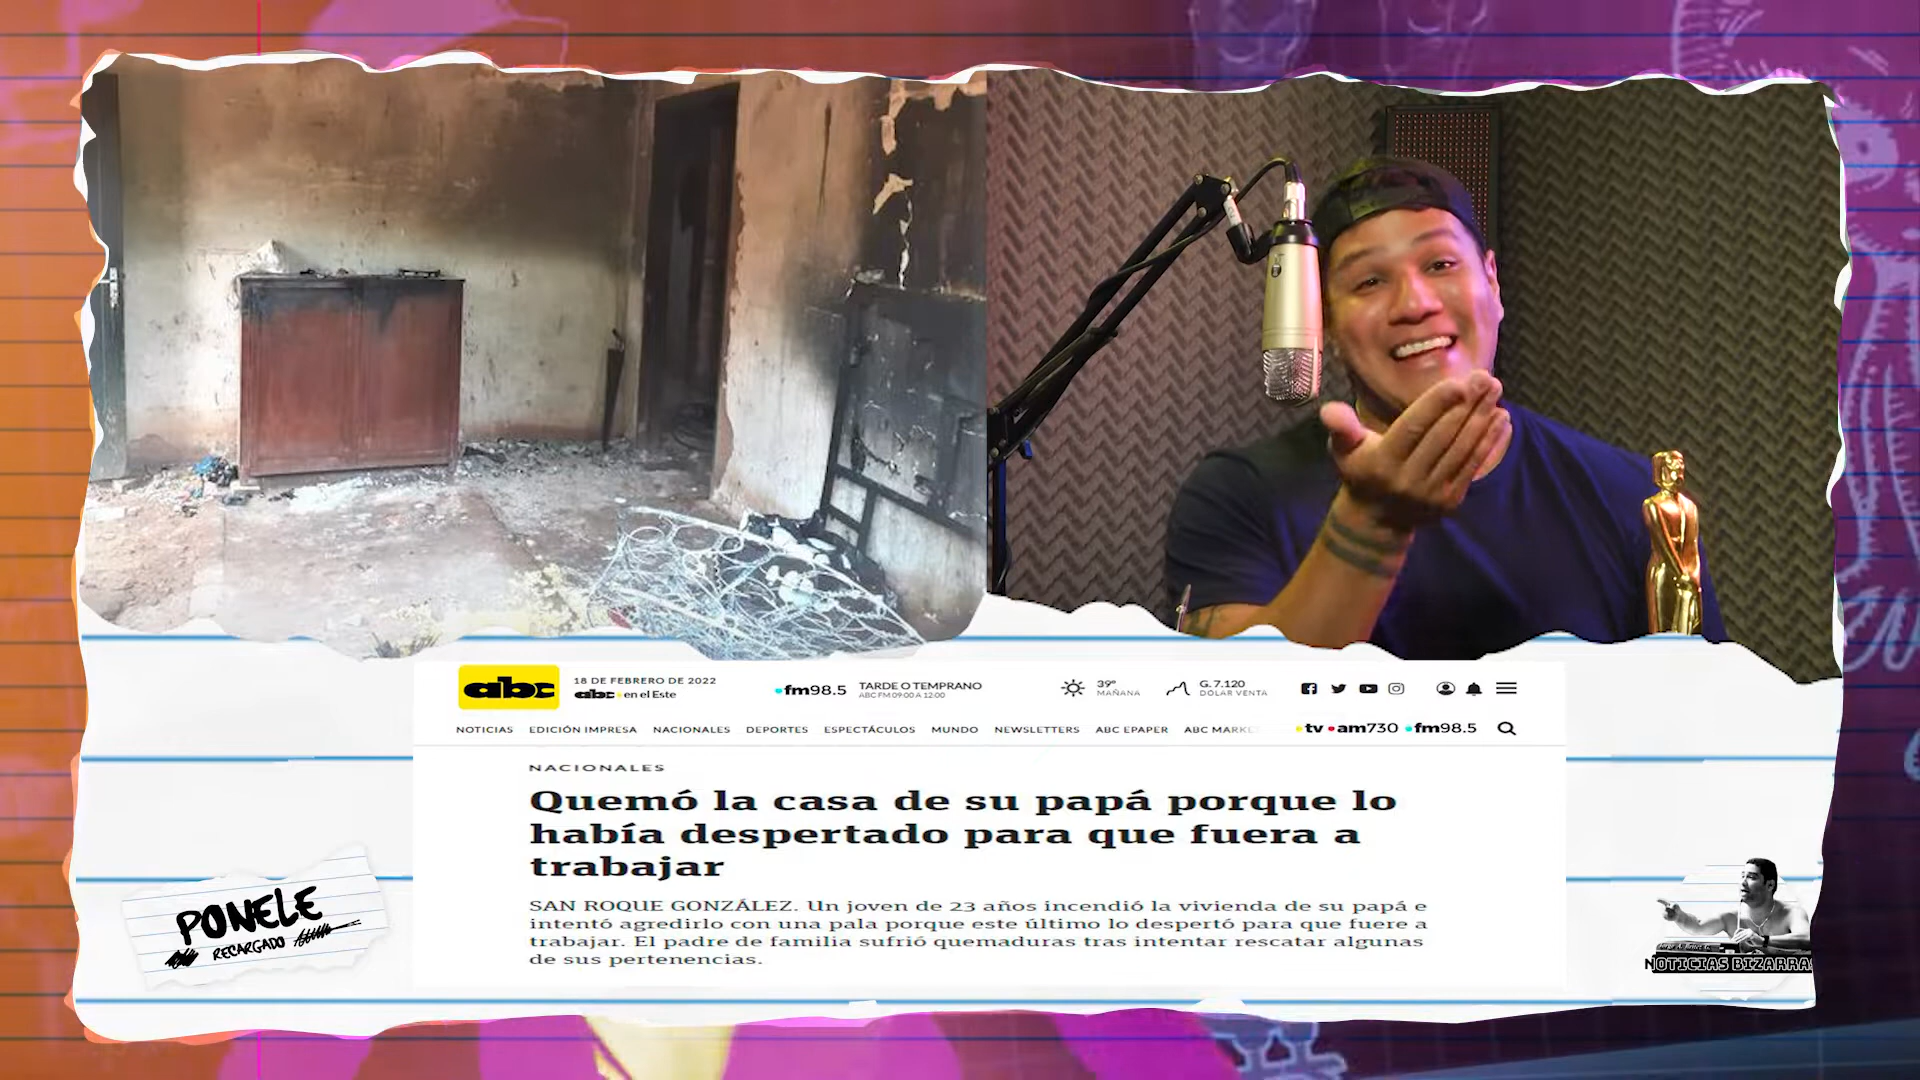 abc
18 DE FEBRERO DE 2022
abc en el Este
fm98.5
TARDE O TEMPRANO
ABC FM 09:00 A 12:00
39°
MAÑANA
G. 7.120
DÓLAR VENTA
NOTICIAS EDICIÓN IMPRESA NACIONALES DEPORTES ESPECTÁCULOS MUNDO NEWSLETTERS ABC EPAPER ABC MARKE
tv am730 fm98.5
NACIONALES
Quemó la casa de su papá porque lo
había despertado para que fuera a
trabajar
SAN ROQUE GONZÁLEZ. Un joven de 23 años incendió la vivienda de su papá e
intentó agredirlo con una pala porque este último lo despertó para que fuere a
trabajar. El padre de familia sufrió quemaduras tras intentar rescatar algunas
de sus pertenencias.
PONELE
RECARGADO
NOTICIAS BIZARRAS